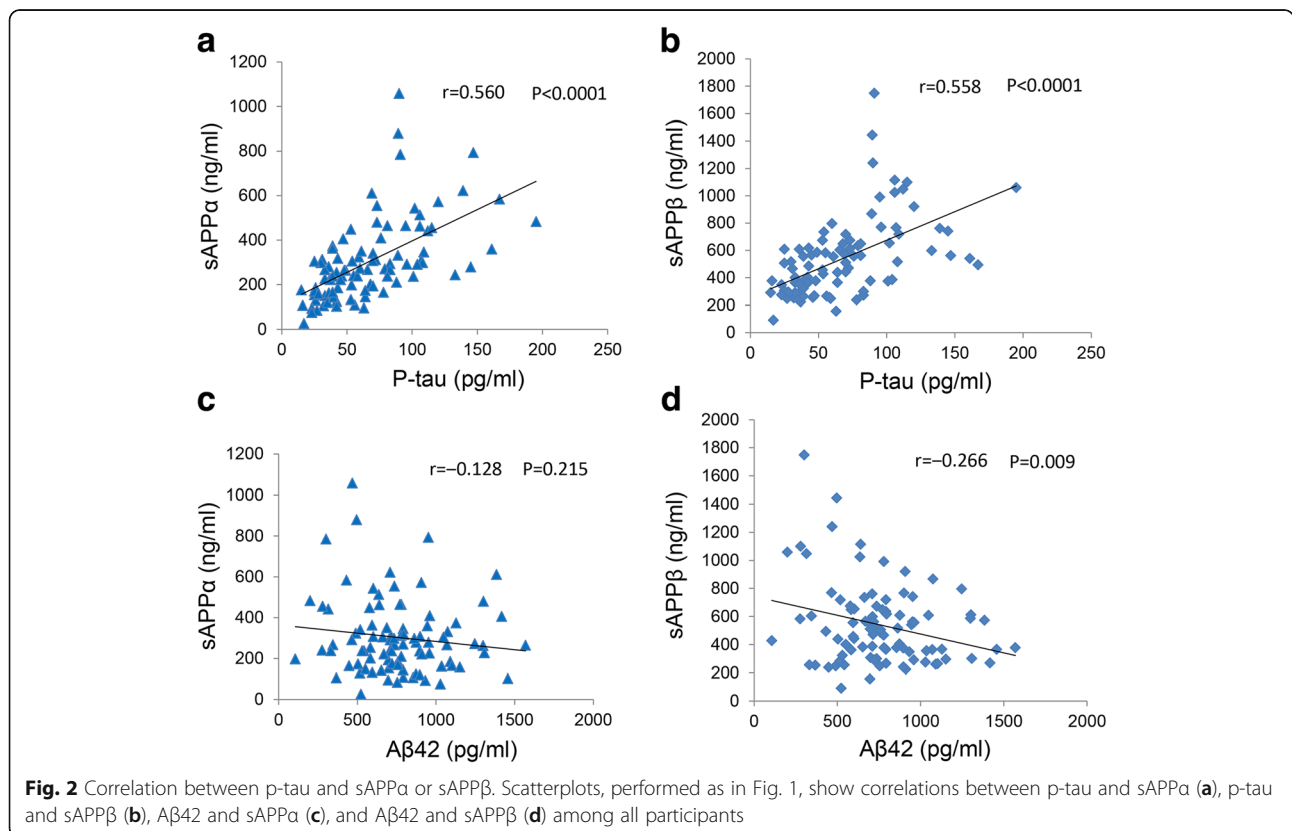 a
1200
1000
800
600
400
200
0
sAPPα (ng/ml)
r=0.560 P<0.0001
0 50 100 150 200 250
P-tau (pg/ml)
b
2000
1800
1600
1400
1200
1000
800
600
400
200
0
sAPPβ (ng/ml)
r=0.558 P<0.0001
0 50 100 150 200 250
P-tau (pg/ml)
c
1200
1000
800
600
400
200
0
sAPPα (ng/ml)
r=−0.128 P=0.215
0 500 1000 1500 2000
Aβ42 (pg/ml)
d
2000
1800
1600
1400
1200
1000
800
600
400
200
0
sAPPβ (ng/ml)
r=−0.266 P=0.009
0 500 1000 1500 2000
Aβ42 (pg/ml)
Fig. 2 Correlation between p-tau and sAPPα or sAPPβ. Scatterplots, performed as in Fig. 1, show correlations between p-tau and sAPPα (a), p-tau
and sAPPβ (b), Aβ42 and sAPPα (c), and Aβ42 and sAPPβ (d) among all participants